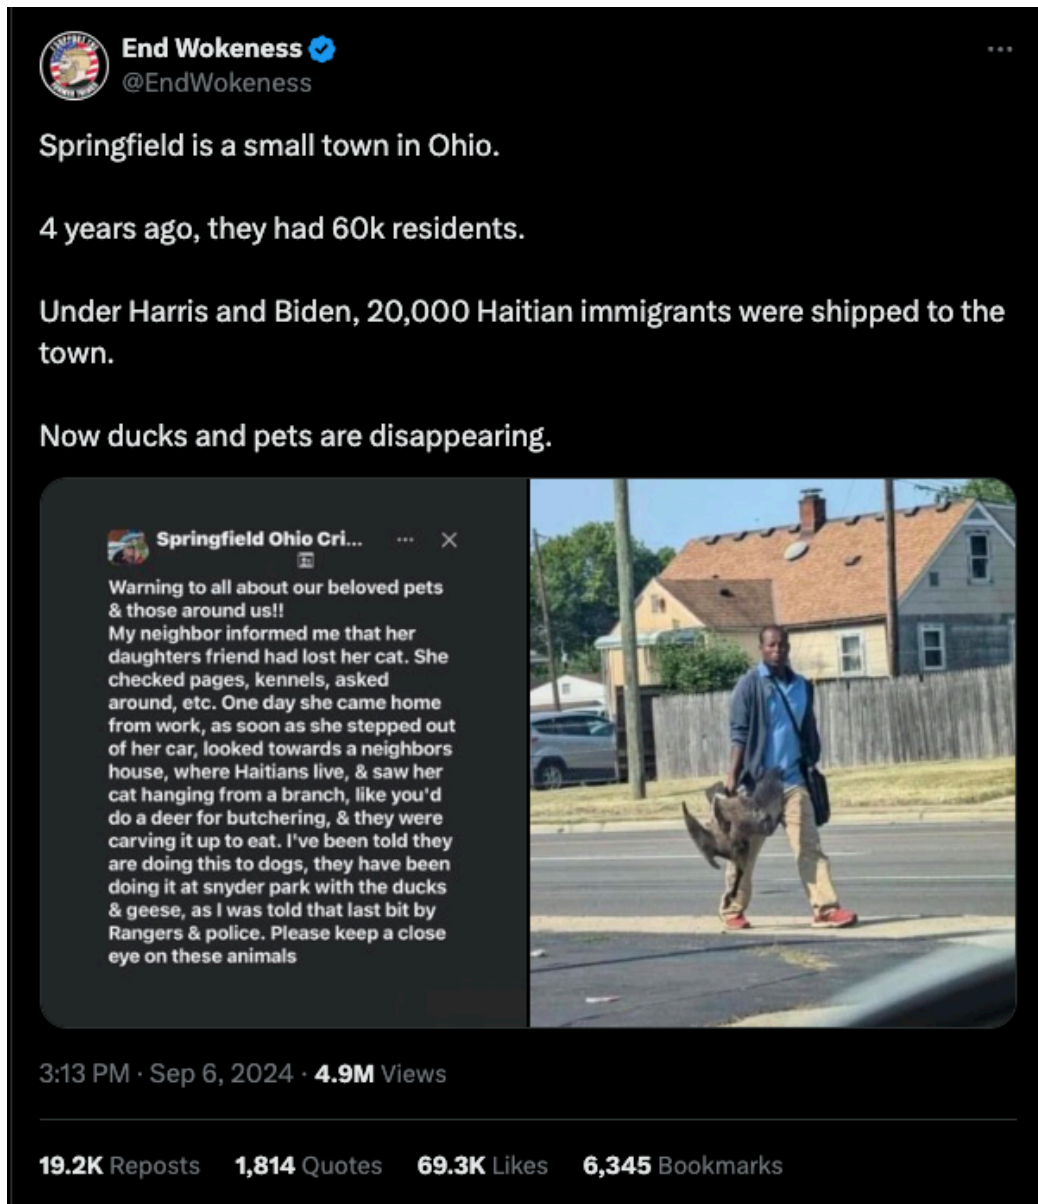 End Wokeness
@EndWokeness
Springfield is a small town in Ohio.
4 years ago, they had 60k residents.
Under Harris and Biden, 20,000 Haitian immigrants were shipped to the
town.
Now ducks and pets are disappearing.
Springfield Ohio Cri...
Warning to all about our beloved pets
& those around us!!
My neighbor informed me that her
daughters friend had lost her cat. She
checked pages, kennels, asked
around, etc. One day she came home
from work, as soon as she stepped out
of her car, looked towards a neighbors
house, where Haitians live, & saw her
cat hanging from a branch, like you'd
do a deer for butchering, & they were
carving it up to eat. I've been told they
are doing this to dogs, they have been
doing it at snyder park with the ducks
& geese, as I was told that last bit by
Rangers & police. Please keep a close
eye on these animals
3:13 PM · Sep 6, 2024 · 4.9M Views
19.2K Reposts 1,814 Quotes 69.3K Likes 6,345 Bookmarks